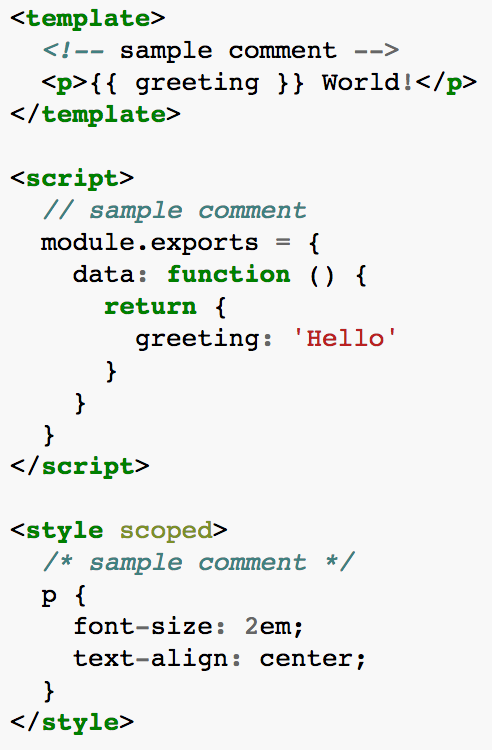 <template>
  <!-- sample comment -->
  <p>{{ greeting }} World!</p>
</template>

<script>
  // sample comment
  module.exports = {
    data: function () {
      return {
        greeting: 'Hello'
      }
    }
  }
</script>

<style scoped>
  /* sample comment */
  p {
    font-size: 2em;
    text-align: center;
  }
</style>